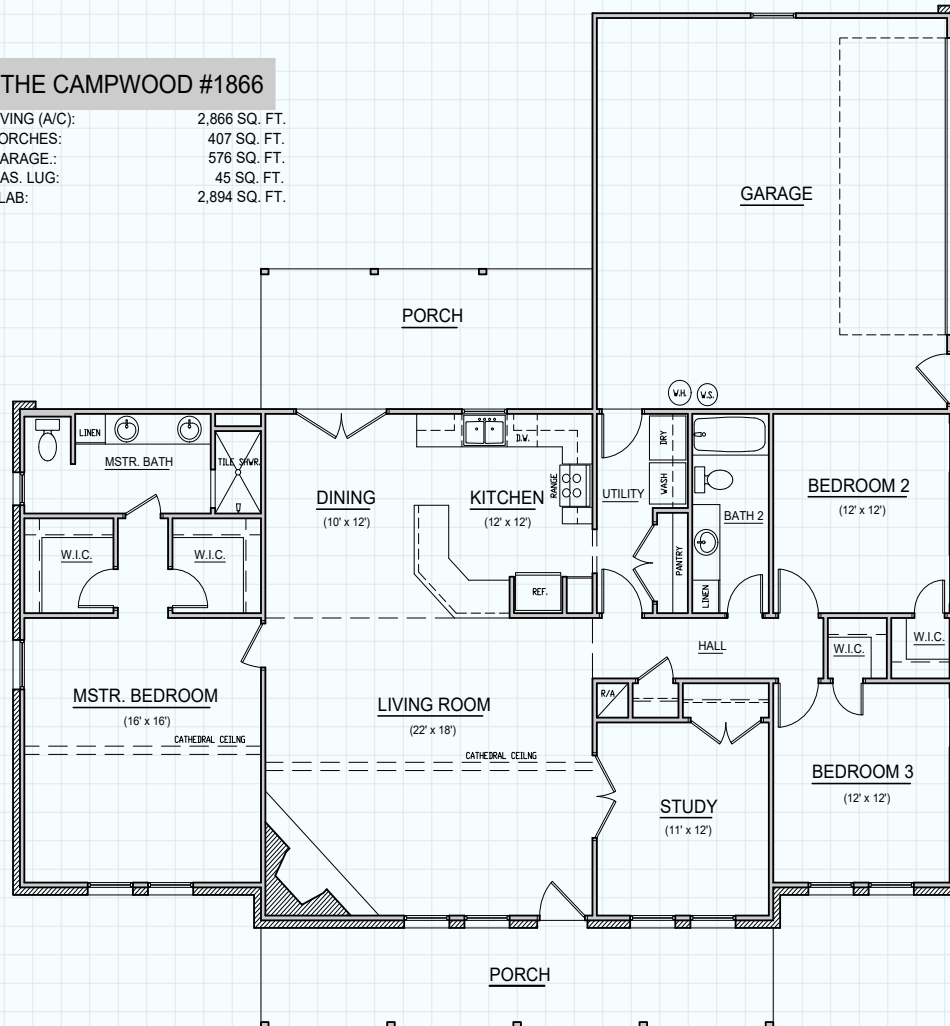 THE CAMPWOOD #1866
VING (A/C): 2,866 SQ. FT.
ORCHES: 407 SQ. FT.
ARAGE.: 576 SQ. FT.
AS. LUG: 45 SQ. FT.
LAB: 2,894 SQ. FT.
GARAGE
PORCH
W.H.
W.S.
LINEN
MSTR. BATH
TILE SHWR.
D.W.
DRY
RANGE
WASH
UTILITY
DINING
(10' x 12')
KITCHEN
(12' x 12')
BEDROOM 2
(12' x 12')
BATH 2
W.I.C.
W.I.C.
PANTRY
REF.
LINEN
HALL
W.I.C.
W.I.C.
MSTR. BEDROOM
(16' x 16')
CATHEDRAL CEILNG
R/A
LIVING ROOM
(22' x 18')
CATHEDRAL CEILNG
BEDROOM 3
(12' x 12')
STUDY
(11' x 12')
PORCH